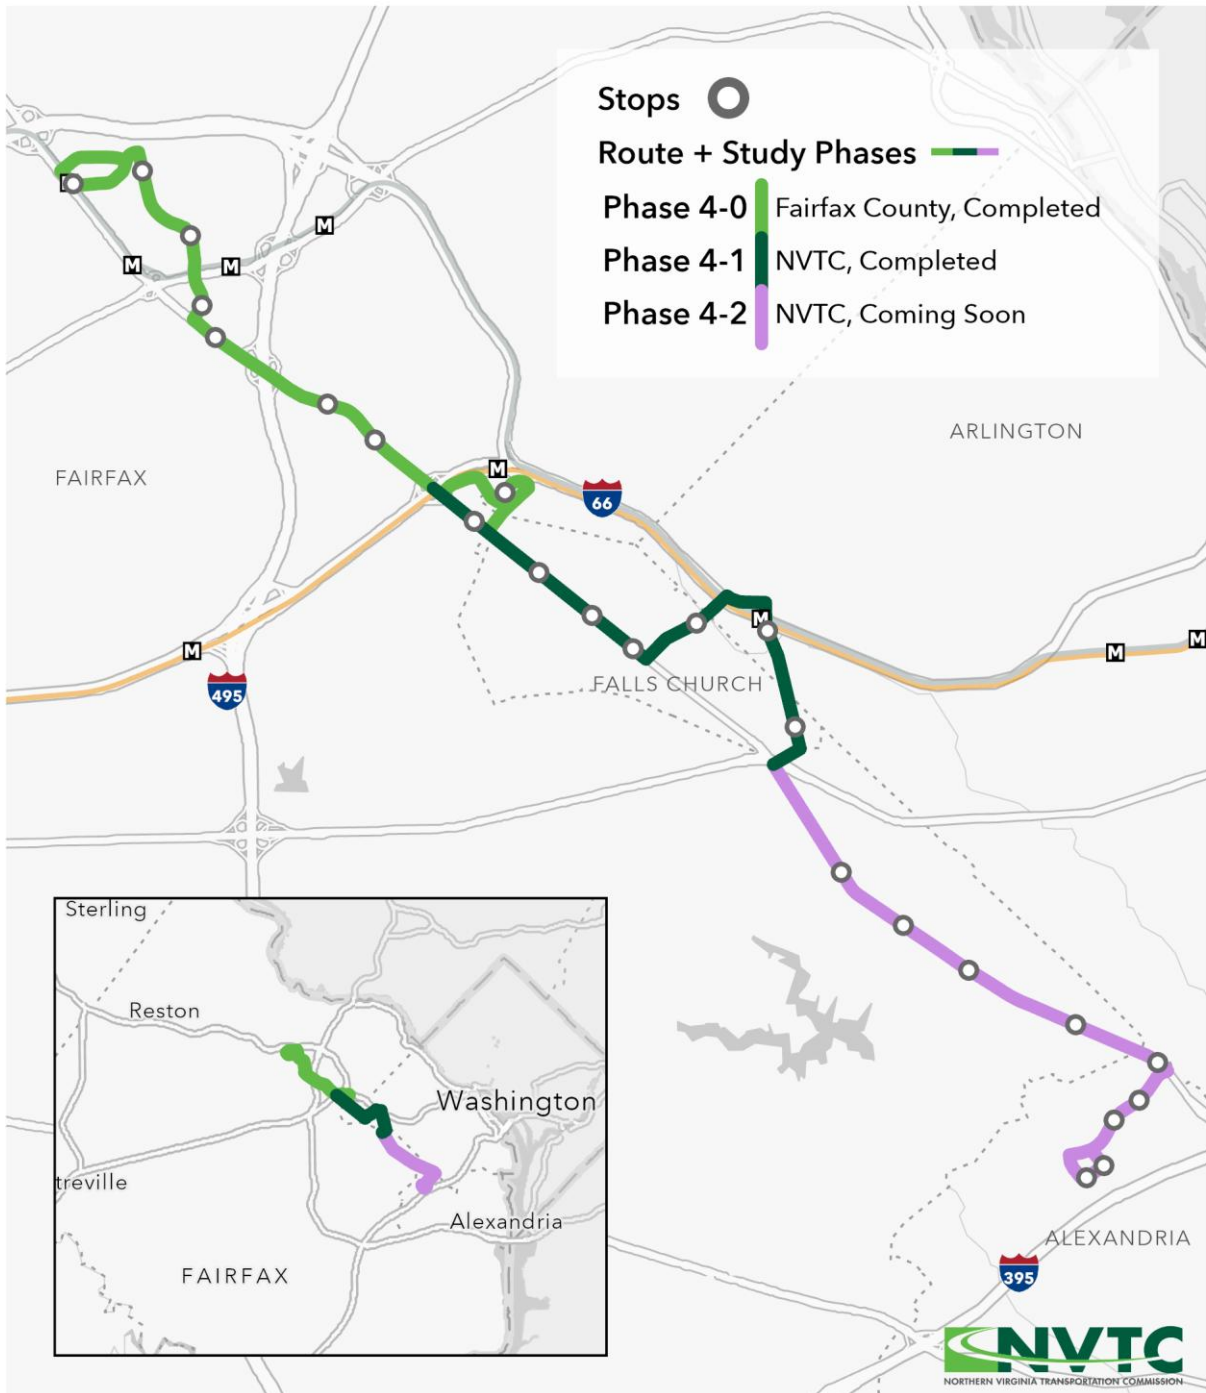 Stops
Route + Study Phases
Phase 4-0 Fairfax County, Completed
Phase 4-1 NVTC, Completed
Phase 4-2 NVTC, Coming Soon
M
M
M
ARLINGTON
FAIRFAX
M
66
M
M
M
M
FALLS CHURCH
495
Sterling
Reston
Washington
treville
Alexandria
FAIRFAX
ALEXANDRIA
395
NVTC
NORTHERN VIRGINIA TRANSPORTATION COMMISSION